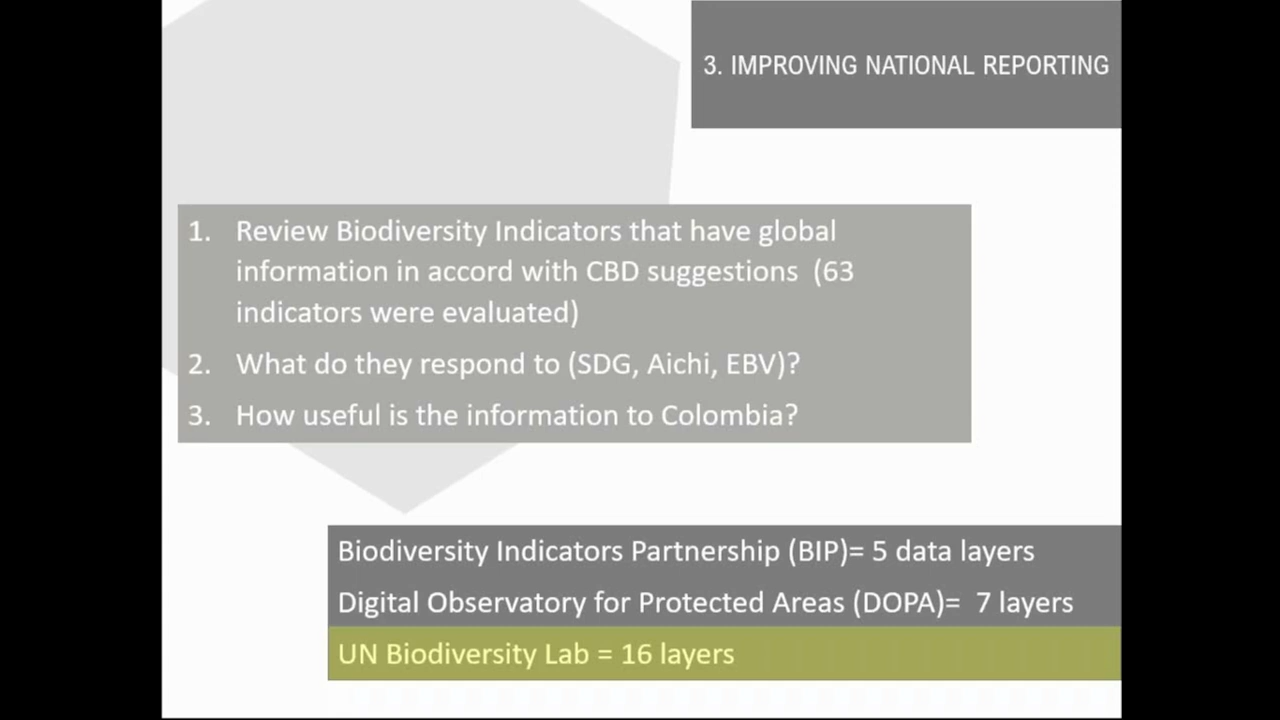 3. IMPROVING NATIONAL REPORTING
1. Review Biodiversity Indicators that have global
information in accord with CBD suggestions (63
indicators were evaluated)
2. What do they respond to (SDG, Aichi, EBV)?
3. How useful is the information to Colombia?
Biodiversity Indicators Partnership (BIP)= 5 data layers
Digital Observatory for Protected Areas (DOPA)= 7 layers
UN Biodiversity Lab = 16 layers